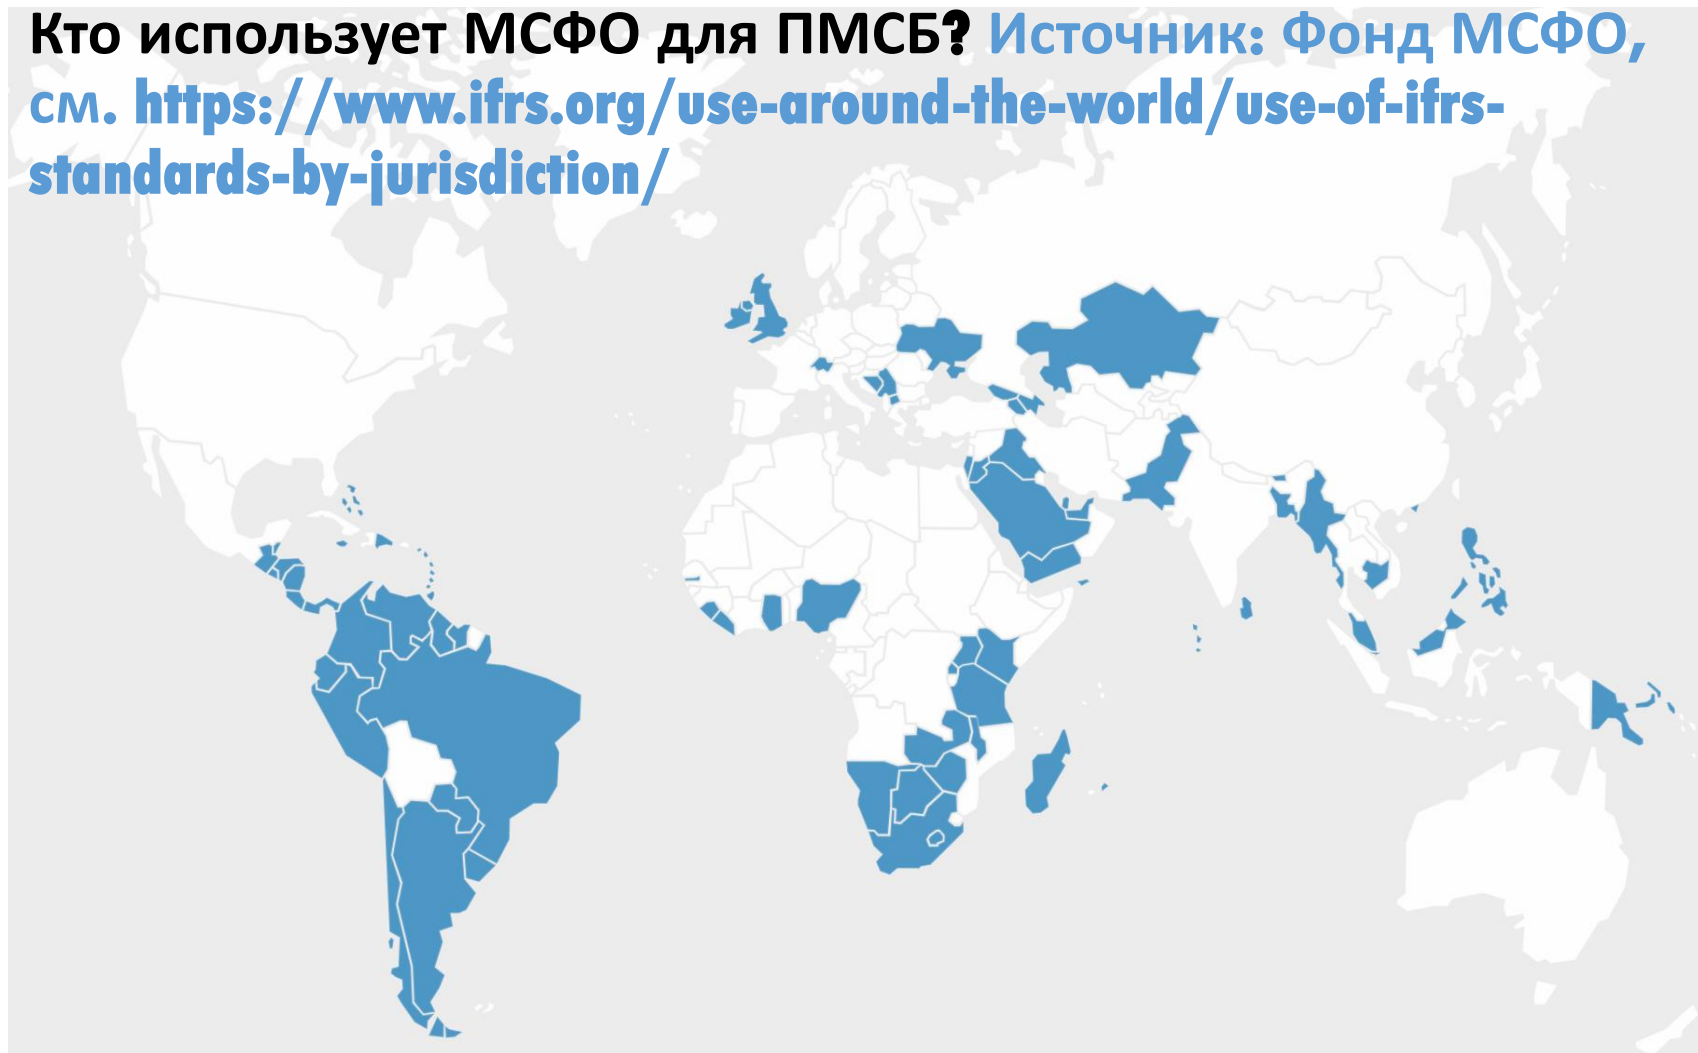 Кто использует МСФО для ПМСБ? Источник: Фонд МСФО,
см. https://www.ifrs.org/use-around-the-world/use-of-ifrs-
standards-by-jurisdiction/